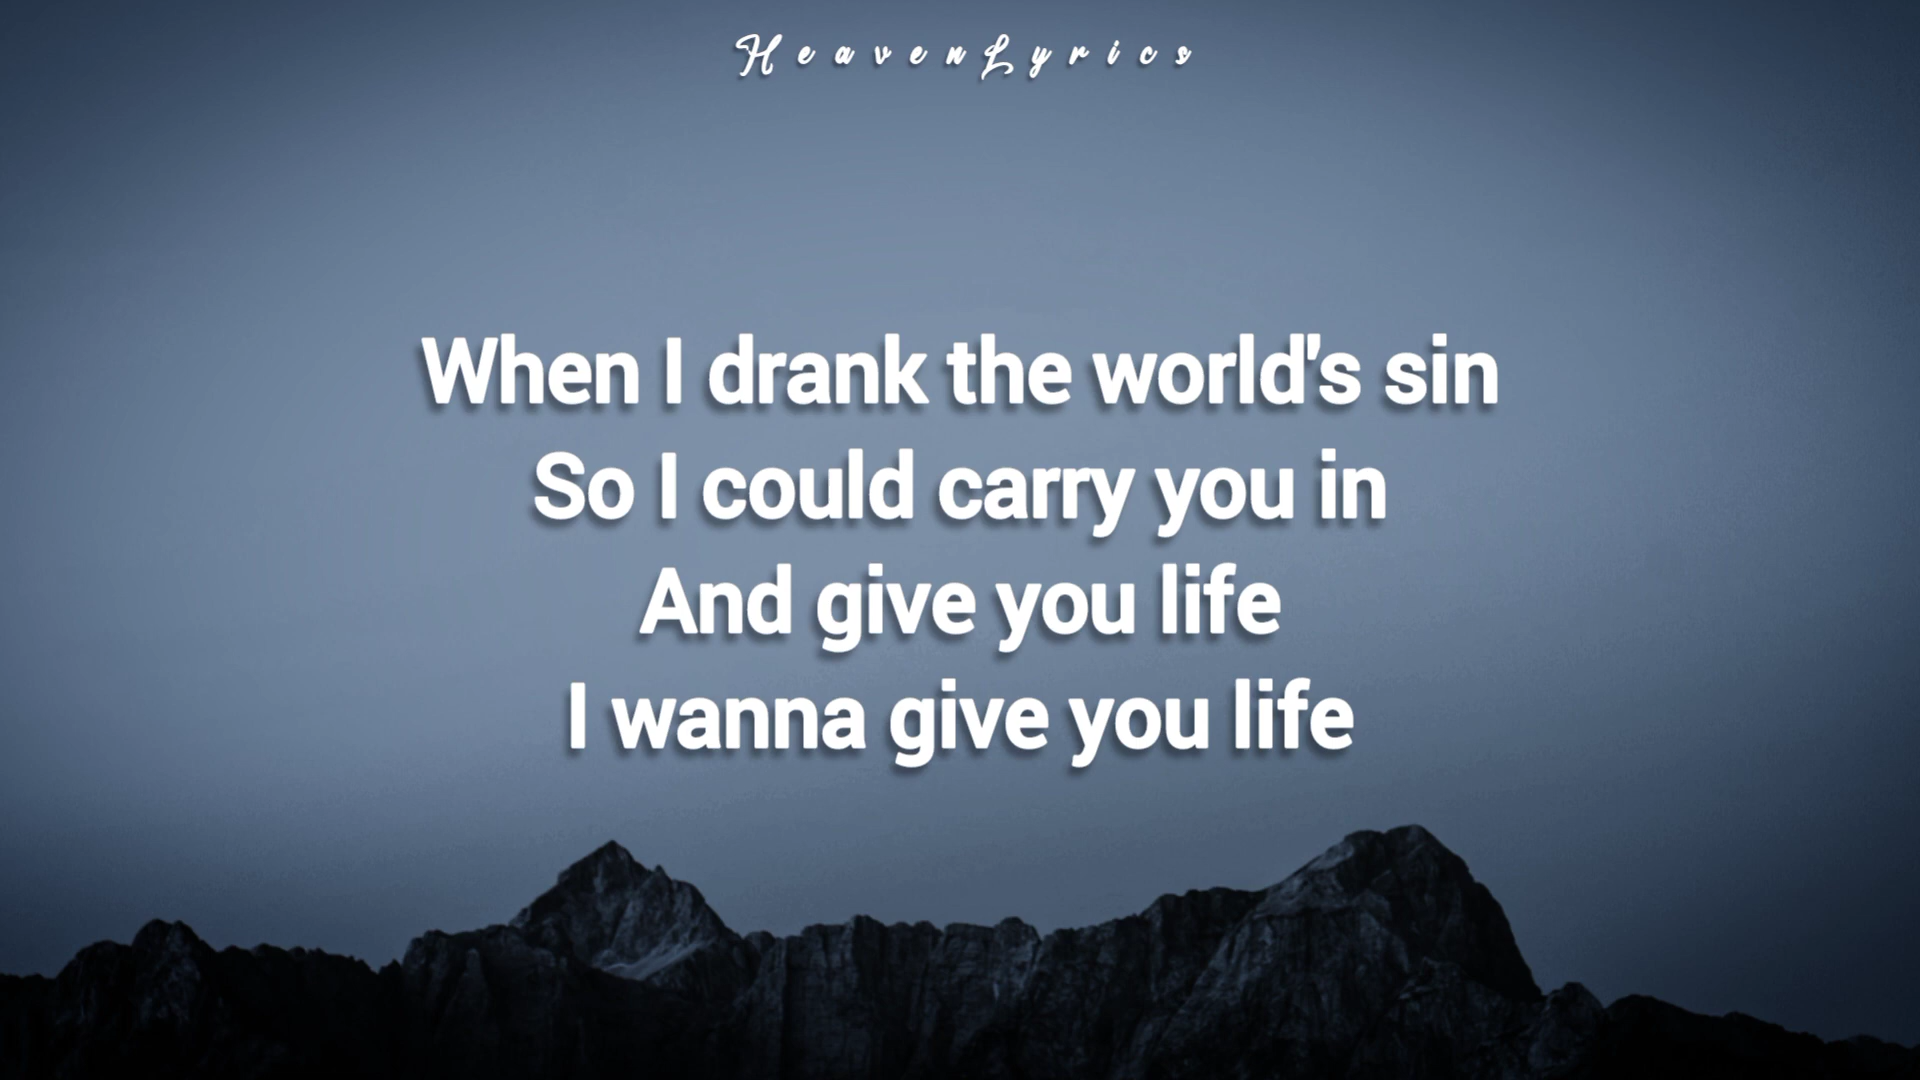 HeavenLyrics
When I drank the world's sin
So I could carry you in
And give you life
I wanna give you life